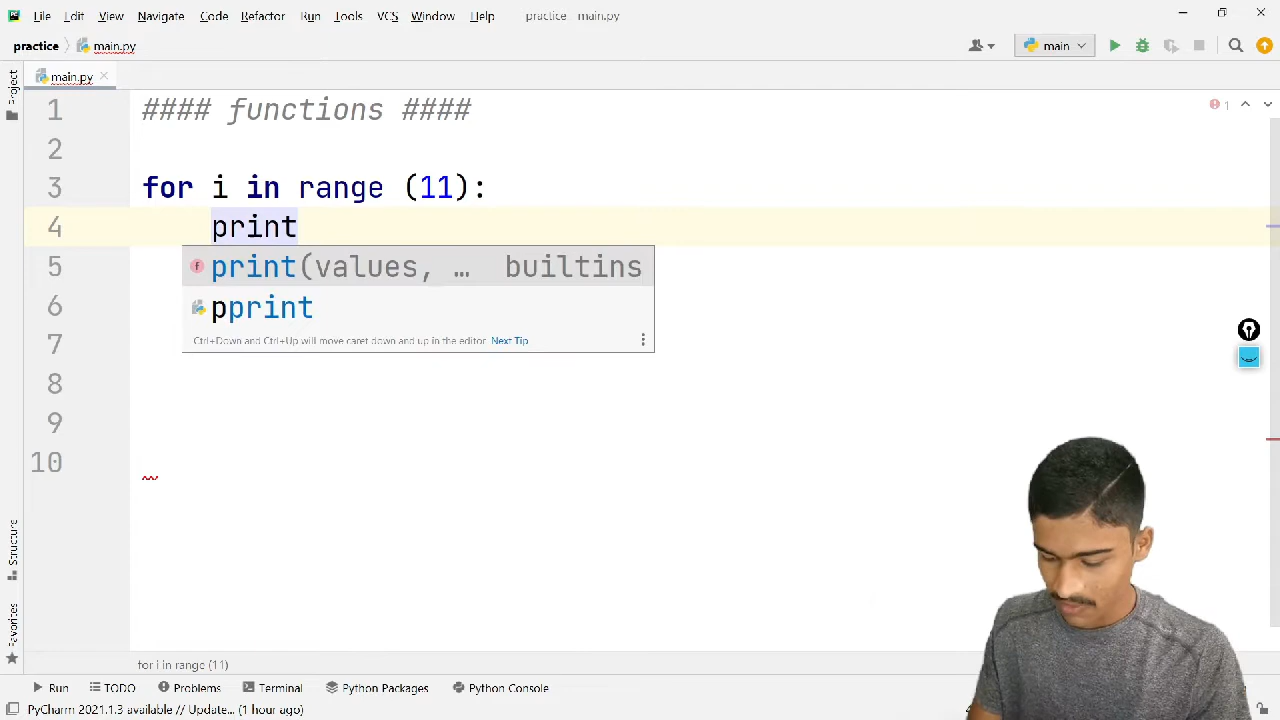 File Edit View Navigate Code Refactor Run Tools VCS Window Help practice - main.py
practice main.py main
Project main.py
1 #### functions ####
1
2
3 for i in range (11):
4 print
5 print(values, … builtins
6 pprint
7 Ctrl+Down and Ctrl+Up will move caret down and up in the editor Next Tip
8
9
10
Structure
Favorites
for i in range (11)
Run TODO Problems Terminal Python Packages Python Console
PyCharm 2021.1.3 available // Update... (1 hour ago)